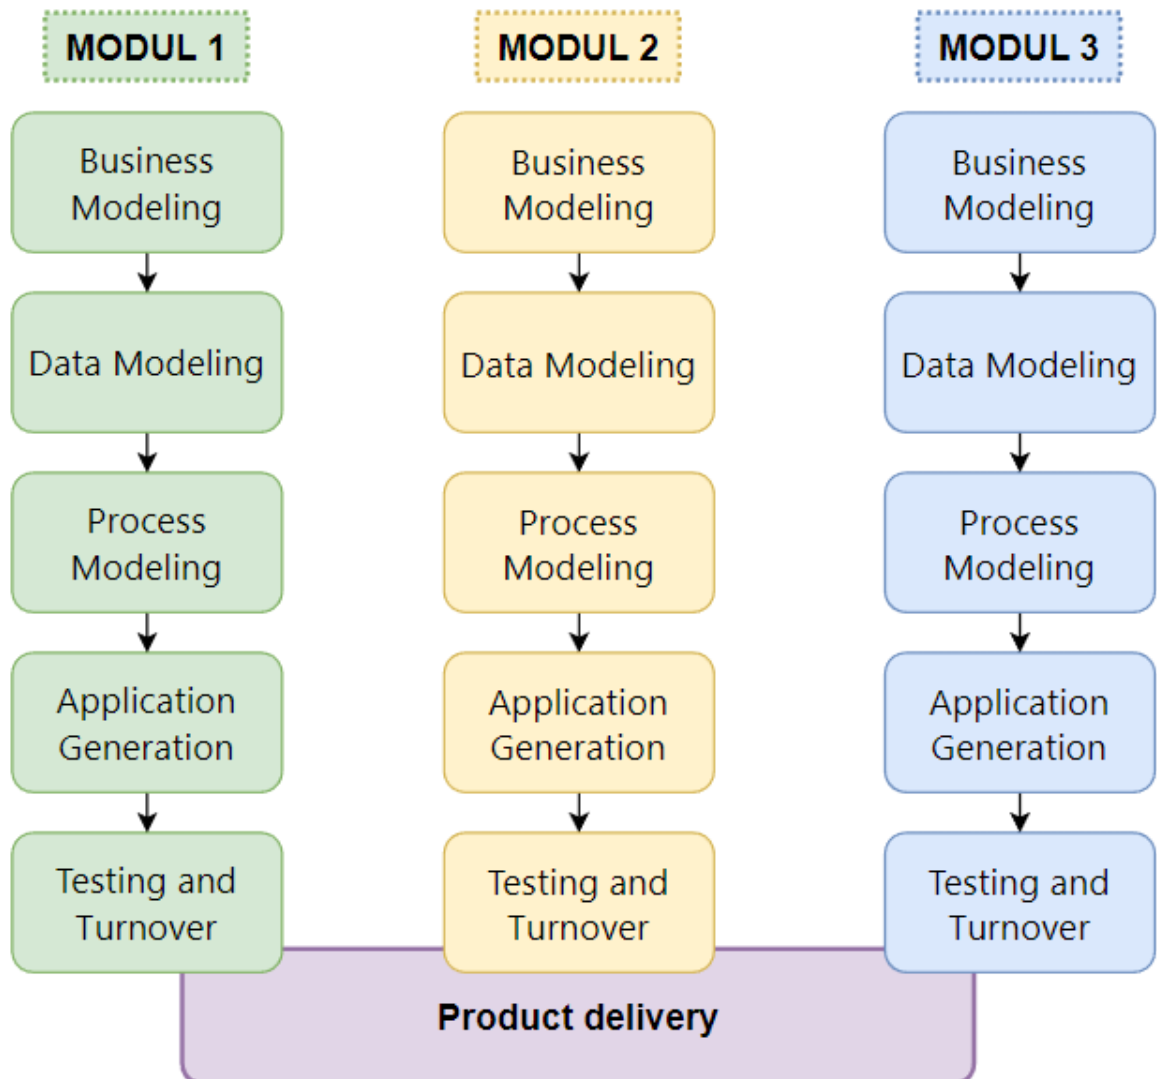 MODUL 1
Business
Modeling
Data Modeling
Process
Modeling
Application
Generation
Testing and
Turnover
MODUL 2
Business
Modeling
Data Modeling
Process
Modeling
Application
Generation
Testing and
Turnover
MODUL 3
Business
Modeling
Data Modeling
Process
Modeling
Application
Generation
Testing and
Turnover
Product delivery